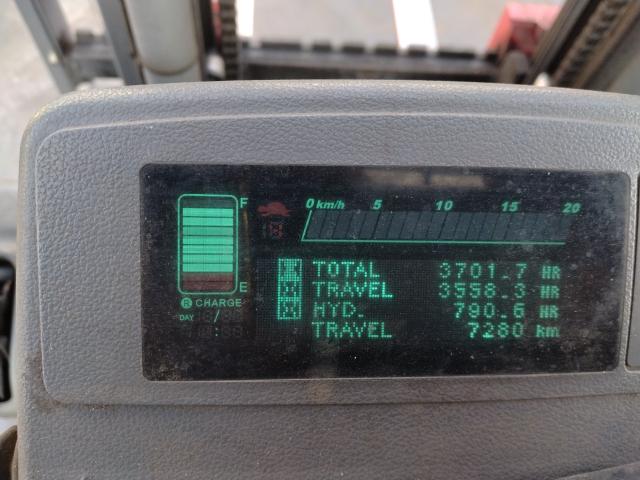 F
0 km/h 5 10 15 20
TOTAL 3701.7 HR
TRAVEL 3558.3 HR
E
HYD. 790.6 HR
CHARGE
DAY /
TRAVEL 7280 km